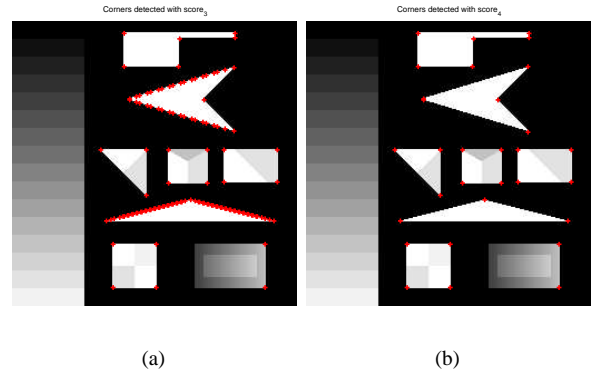 Corners detected with score3
Corners detected with score4
(a)
(b)